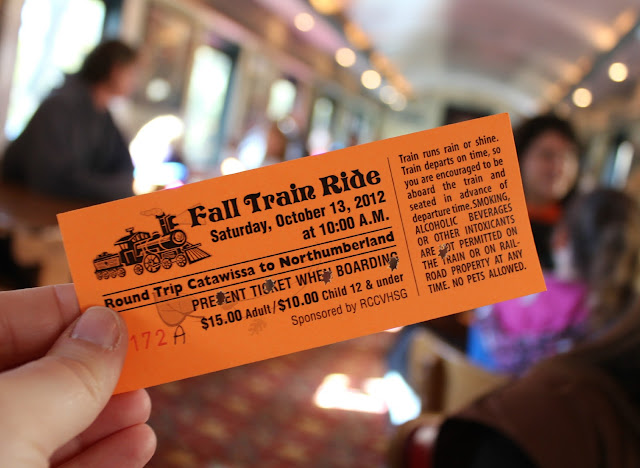 Fall Train Ride
Saturday, October 13, 2012
at 10:00 A.M.
Round Trip Catawissa to Northumberland
PRESENT TICKET WHEN BOARDING
$15.00 Adult/$10.00 Child 12 & under
Sponsored by RCCVHSG
172A
Train runs rain or shine.
Train departs on time, so
you are encouraged to be
aboard the train and
seated in advance of
departure time. SMOKING,
ALCOHOLIC BEVERAGES
OR OTHER INTOXICANTS
ARE NOT PERMITTED ON
THE TRAIN OR ON RAIL-
ROAD PROPERTY AT ANY
TIME. NO PETS ALLOWED.